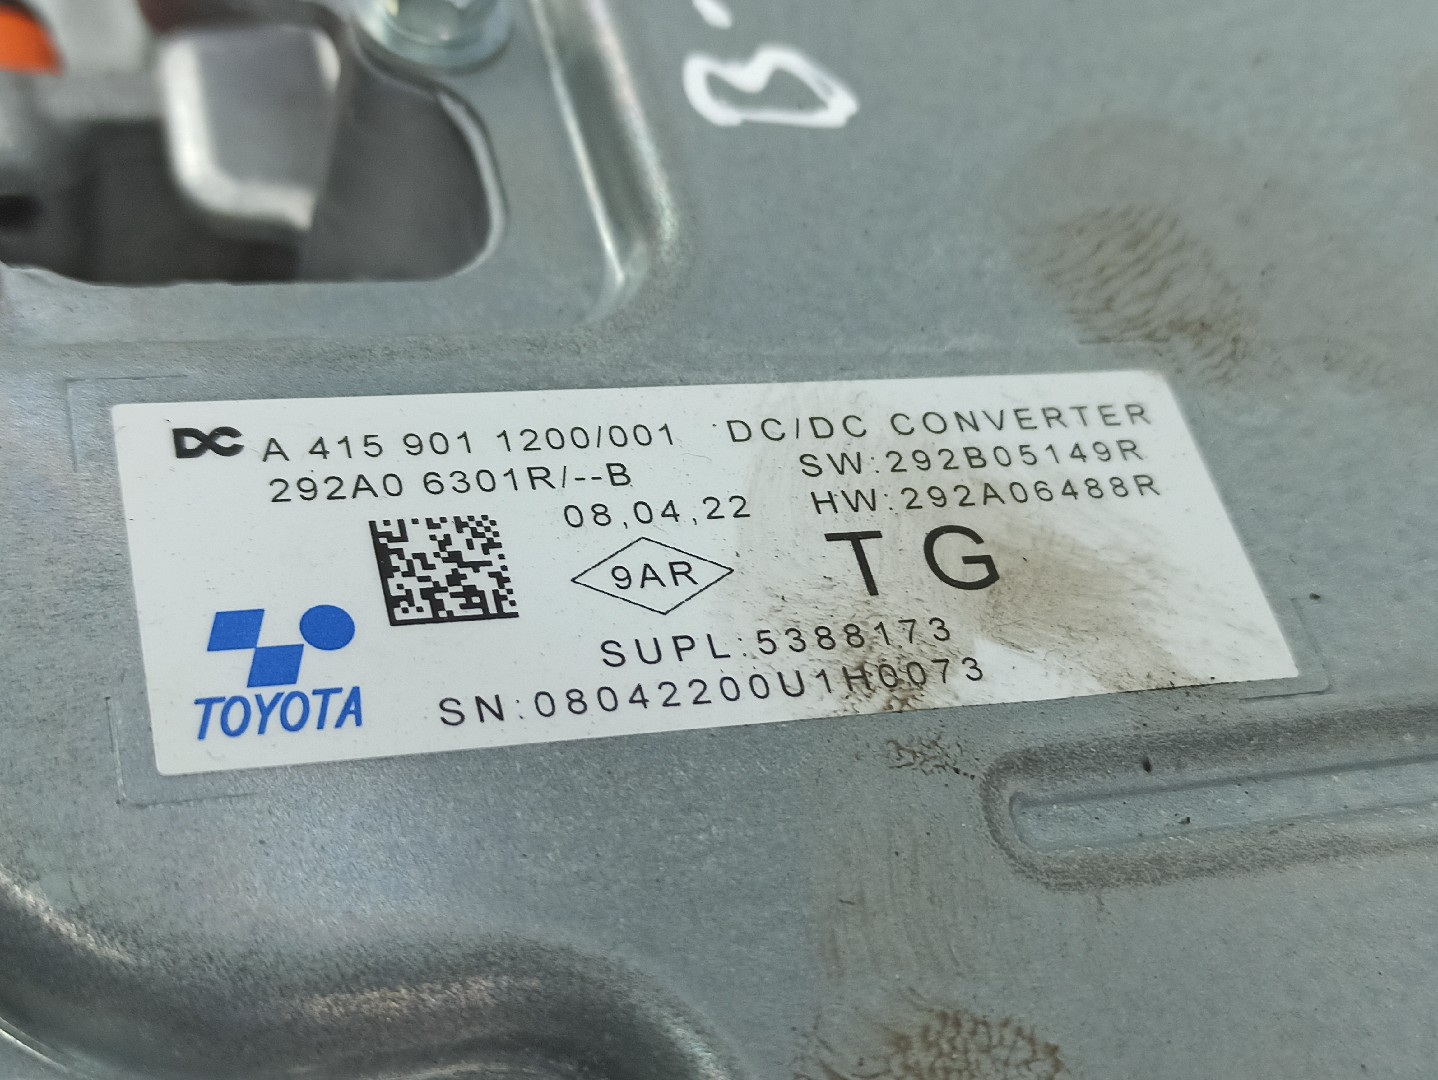 DC A 415 901 1200/001 DC/DC CONVERTER
292A0 6301R/--B SW:292B05149R
08,04,22 HW:292A06488R
9AR TG
SUPL:5388173
TOYOTA SN:08042200U1H0073